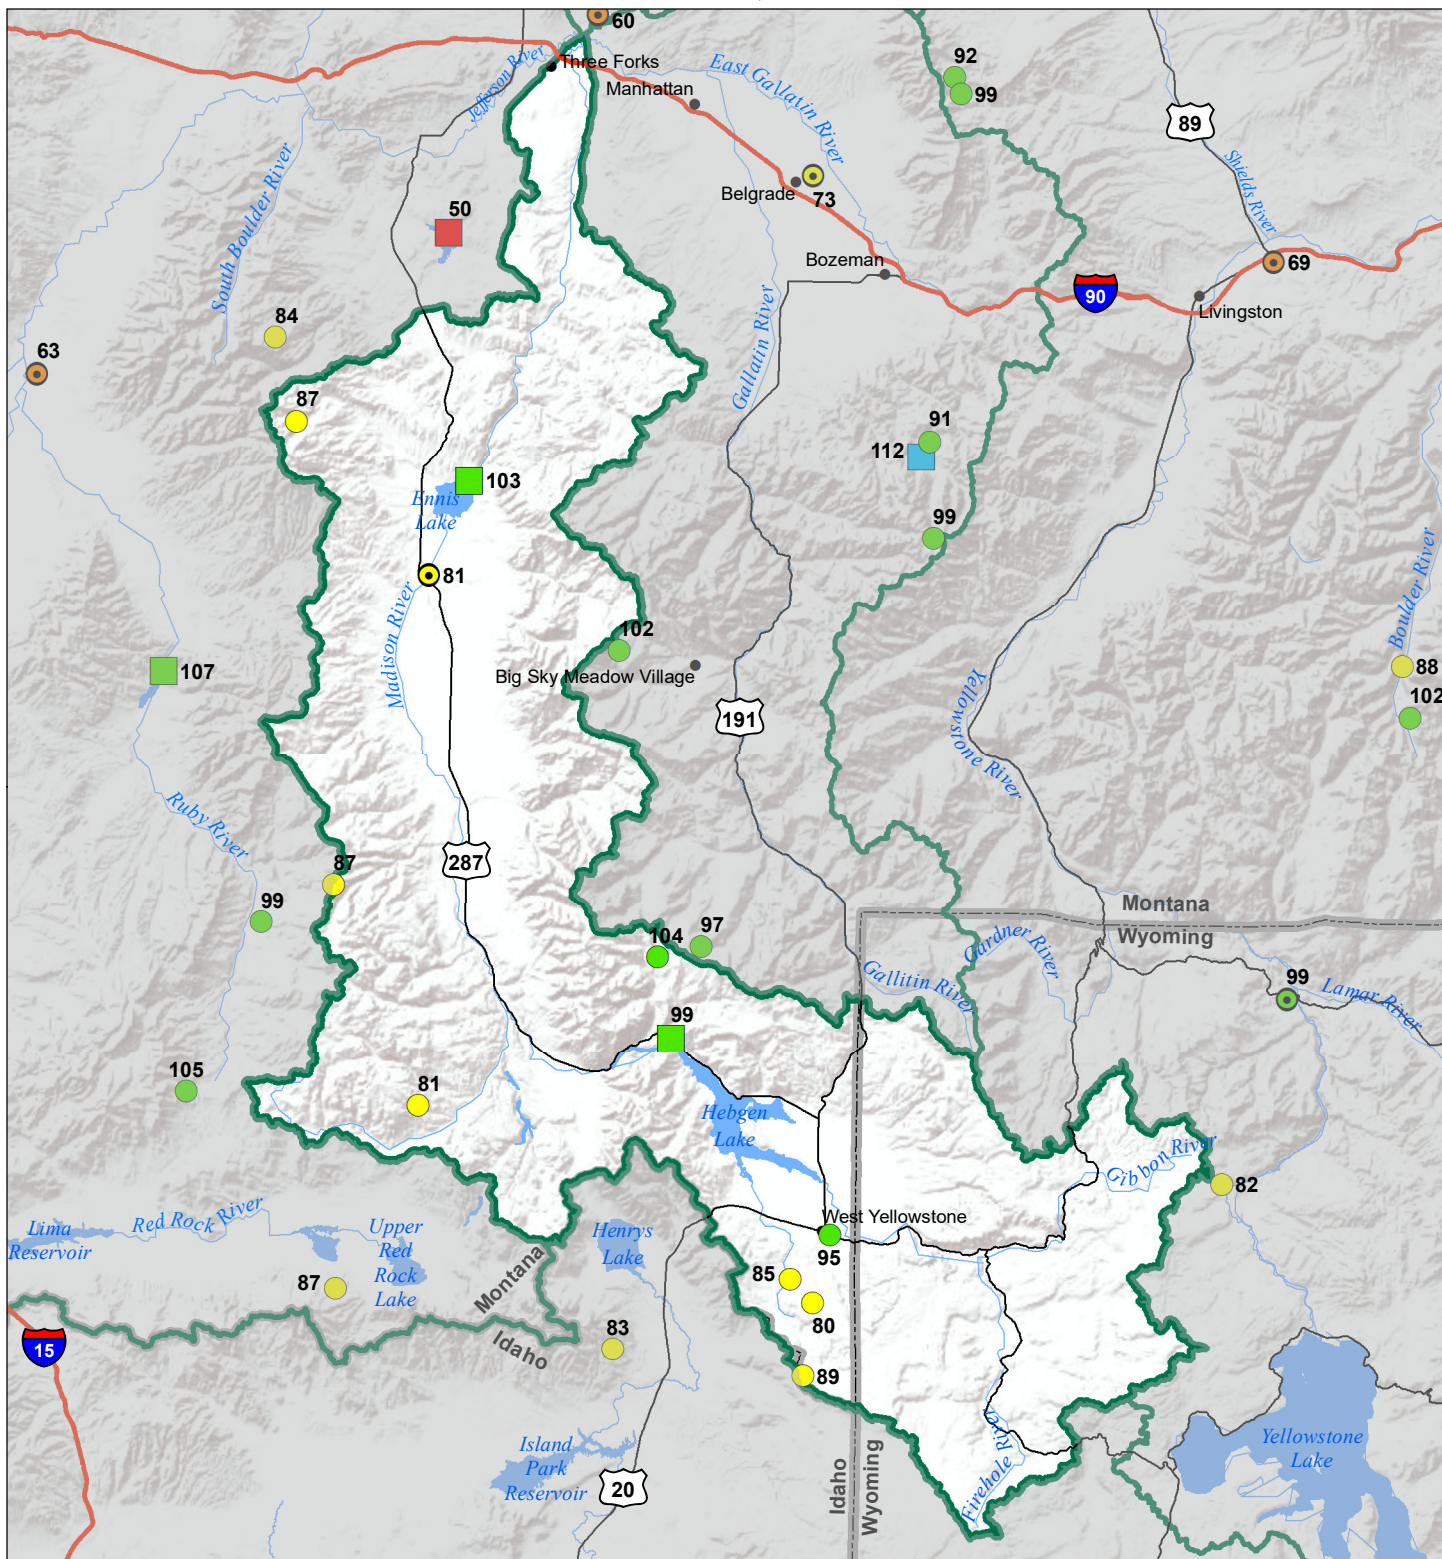 60
Three Forks
Jefferson River
Manhattan
East Gallatin River
92
99
89
Shields River
Belgrade
73
South Boulder River
50
Bozeman
69
90
Livingston
84
63
Gallatin River
87
91
112
103
Ennis
Lake
99
81
Madison River
Boulder River
102
Big Sky Meadow Village
107
88
102
191
Yellowstone River
Ruby River
287
87
99
Montana
Wyoming
104
97
Gallitin River
Gardner River
99
Lamar River
99
105
81
Hebgen
Lake
Gibbon River
82
Red Rock River
Lima
Reservoir
Upper
Red
Rock
Lake
Henrys
Lake
West Yellowstone
95
Montana
Idaho
85
80
87
83
89
15
Firehole River
Island
Park
Reservoir
20
Idaho
Wyoming
Yellowstone
Lake